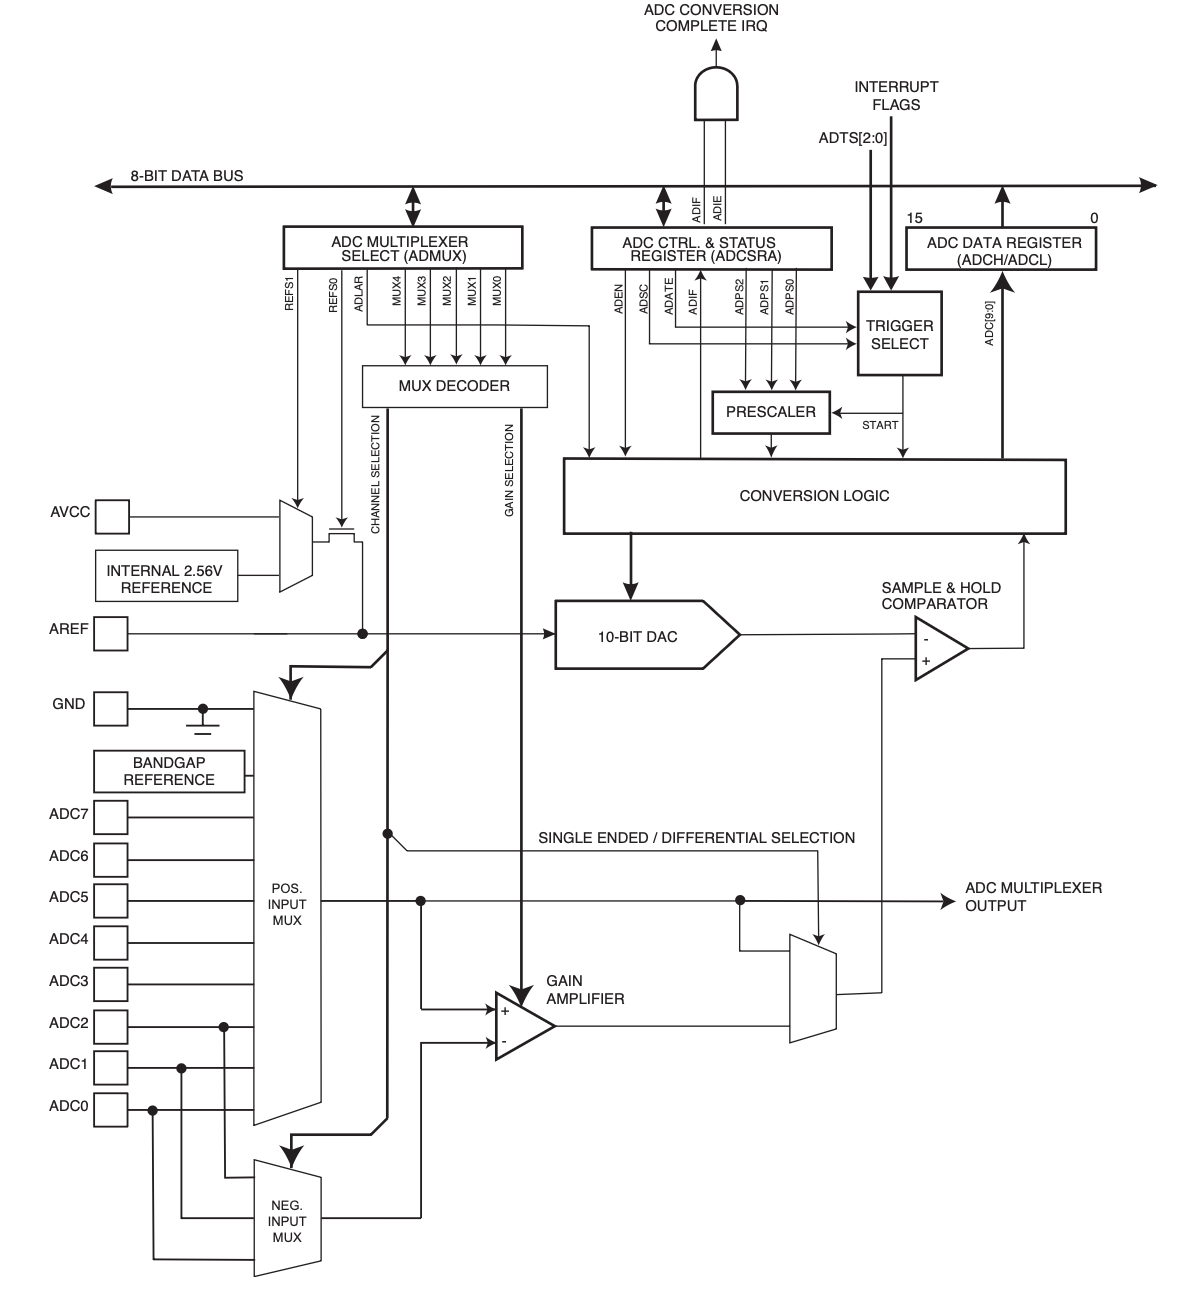 ADC CONVERSION
COMPLETE IRQ
INTERRUPT
FLAGS
ADTS[2:0]
8-BIT DATA BUS
ADIF
ADIE
15
0
ADC MULTIPLEXER
SELECT (ADMUX)
ADC CTRL. & STATUS
REGISTER (ADCSRA)
ADC DATA REGISTER
(ADCH/ADCL)
REFS1
REFS0
ADLAR
MUX4
MUX3
MUX2
MUX1
MUX0
ADEN
ADSC
ADATE
ADIF
ADPS2
ADPS1
ADPS0
TRIGGER
SELECT
ADC[9:0]
MUX DECODER
PRESCALER
START
CHANNEL SELECTION
GAIN SELECTION
CONVERSION LOGIC
AVCC
INTERNAL 2.56V
REFERENCE
SAMPLE & HOLD
COMPARATOR
AREF
10-BIT DAC
-
+
GND
BANDGAP
REFERENCE
ADC7
SINGLE ENDED / DIFFERENTIAL SELECTION
ADC6
ADC5
POS.
INPUT
MUX
ADC MULTIPLEXER
OUTPUT
ADC4
ADC3
GAIN
AMPLIFIER
+
-
ADC2
ADC1
ADC0
NEG.
INPUT
MUX